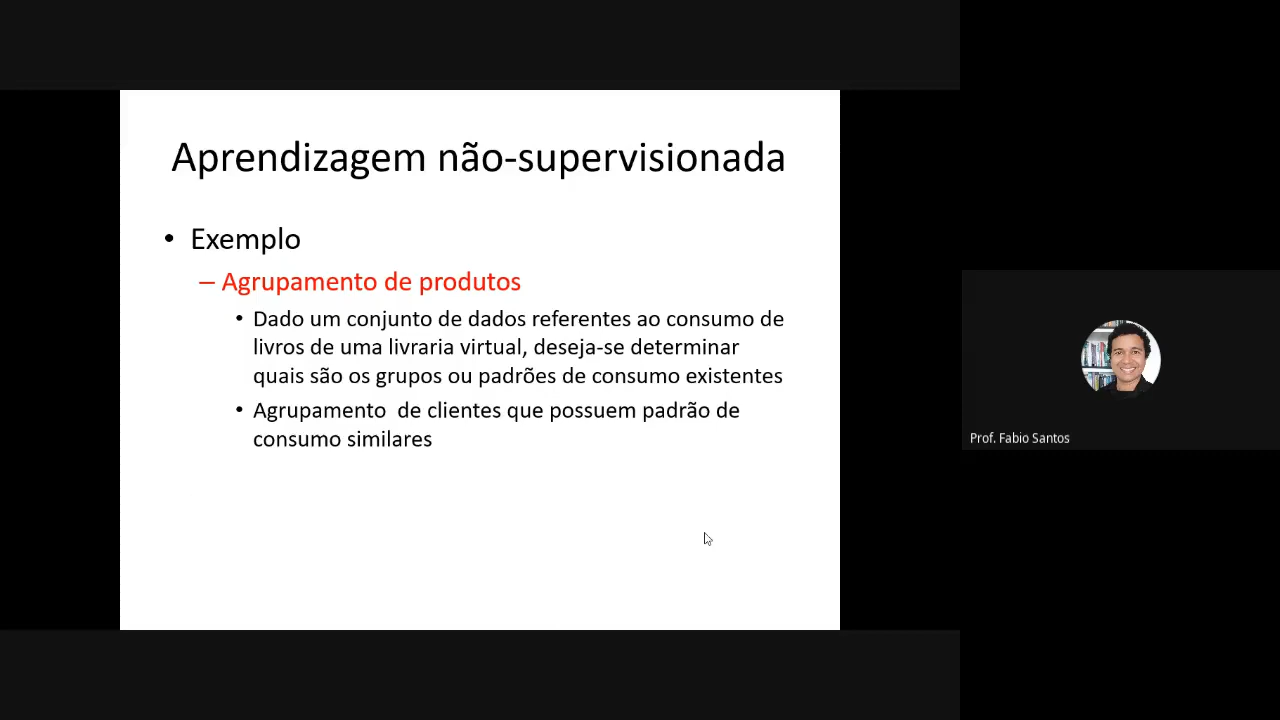 Aprendizagem não-supervisionada
• Exemplo
– Agrupamento de produtos
• Dado um conjunto de dados referentes ao consumo de
livros de uma livraria virtual, deseja-se determinar
quais são os grupos ou padrões de consumo existentes
• Agrupamento  de clientes que possuem padrão de
consumo similares
Prof. Fabio Santos